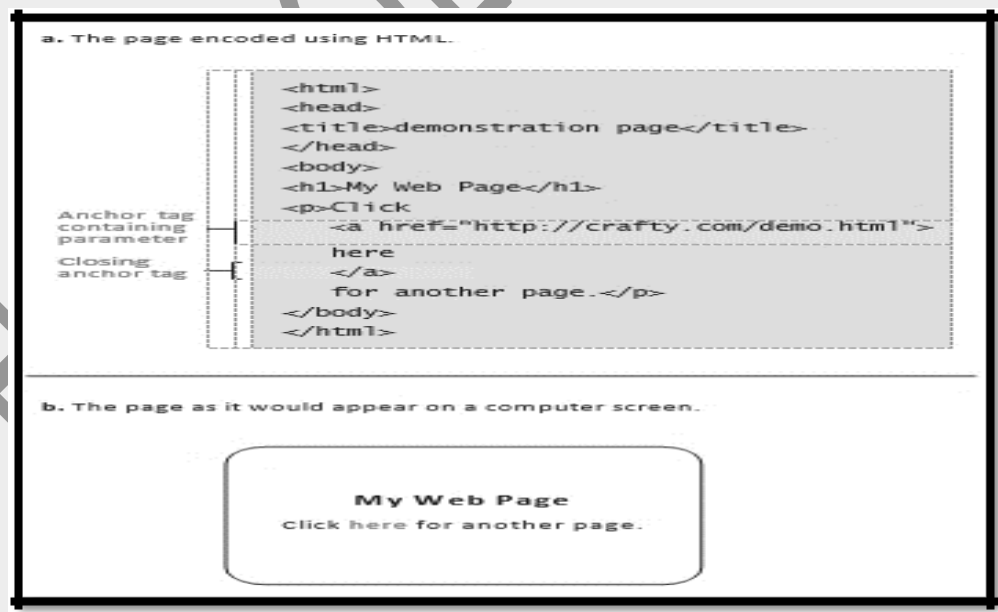 a. The page encoded using HTML.
<html>
<head>
<title>demonstration page</title>
</head>
<body>
<h1>My Web Page</h1>
<p>Click
<a href="http://crafty.com/demo.html">
here
</a>
for another page.</p>
</body>
</html>
Anchor tag
containing
parameter
Closing
anchor tag
b. The page as it would appear on a computer screen.
My Web Page
Click here for another page.